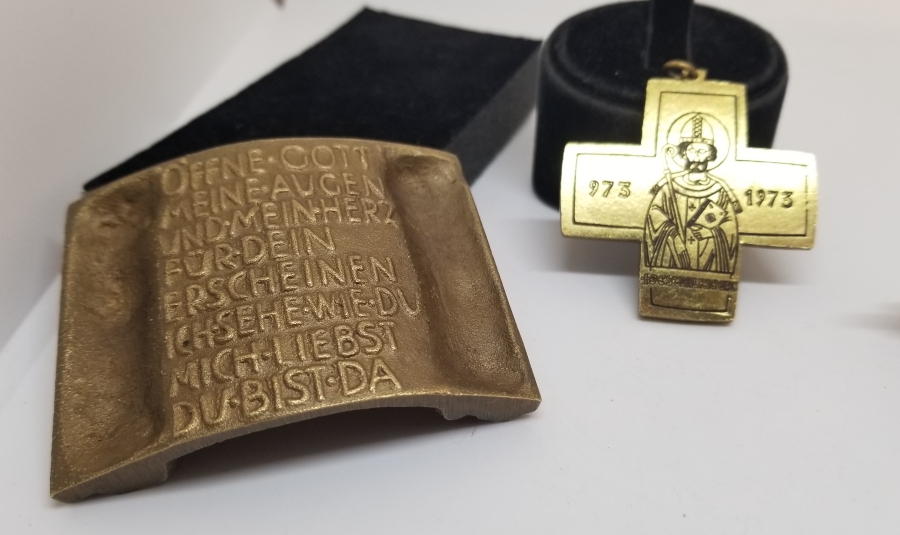 ÖFFNE·GOTT
MEINE·AUGEN
UND·MEIN·HERZ
FÜR·DEIN
ERSCHEINEN
ICH·SEHE·WIE·DU
MICH·LIEBST
DU·BIST·DA
973
1973